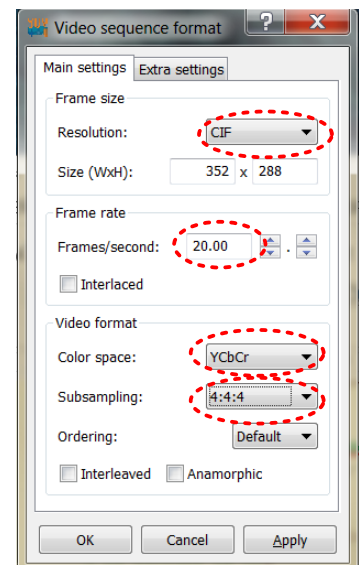 Video sequence format ? X
Main settings Extra settings
Frame size
Resolution: CIF
Size (WxH): 352 x 288
Frame rate
Frames/second: 20.00 .
Interlaced
Video format
Color space: YCbCr
Subsampling: 4:4:4
Ordering: Default
Interleaved Anamorphic
OK Cancel Apply